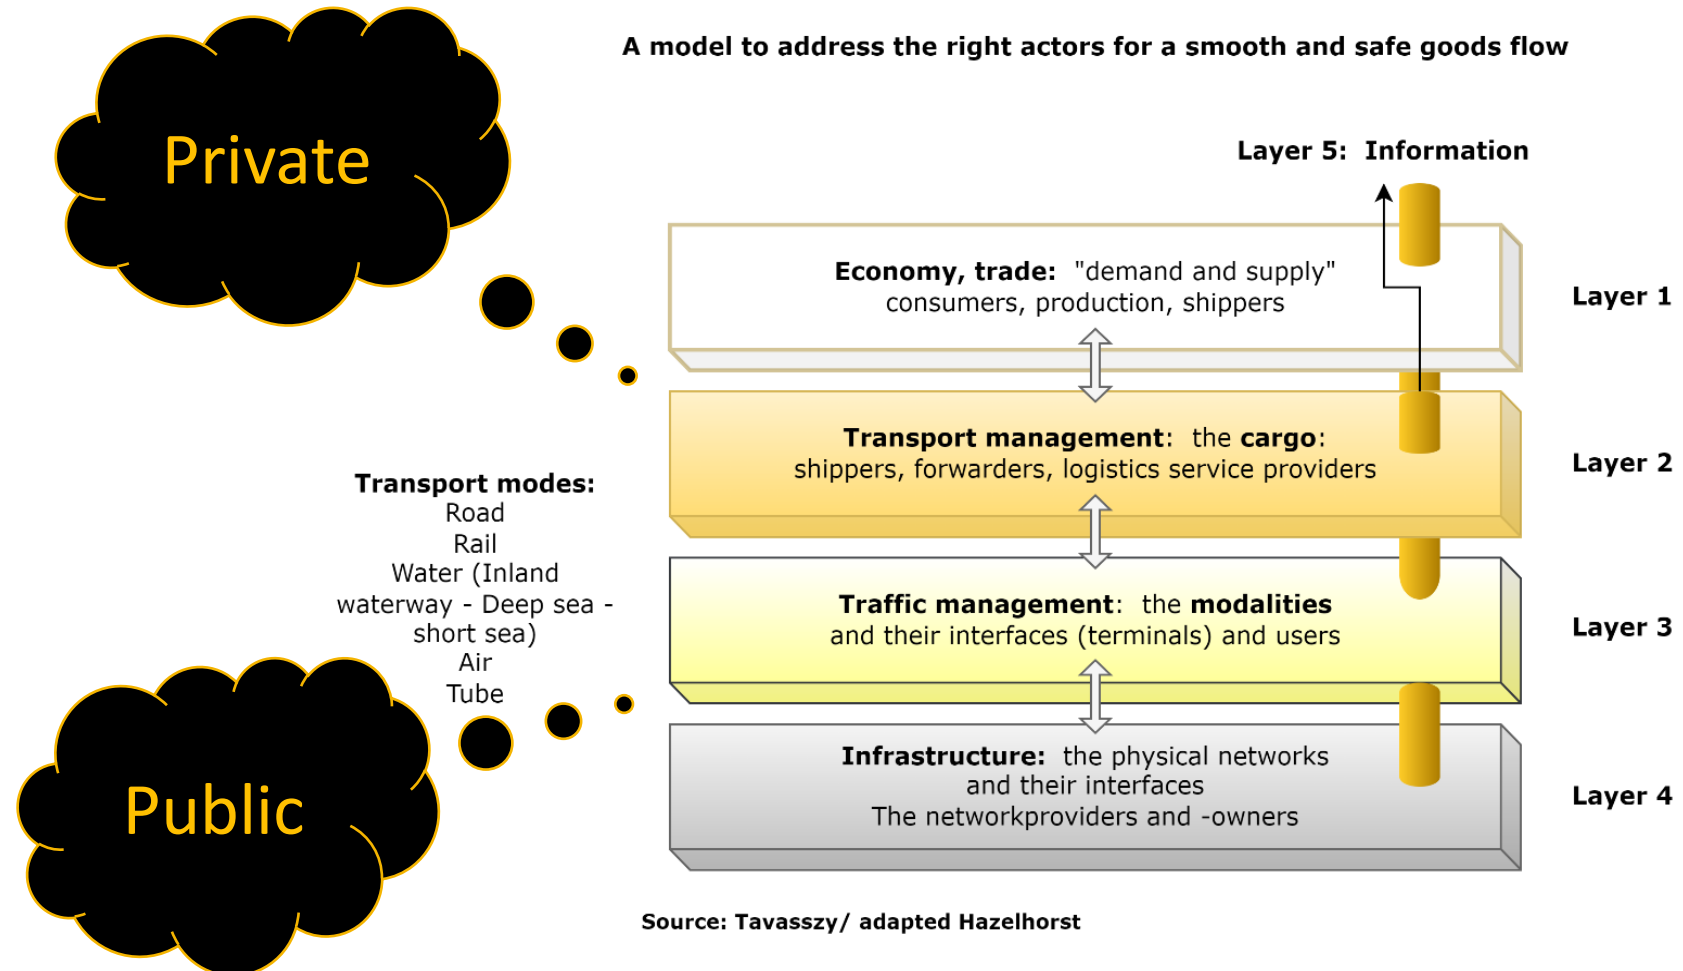 A model to address the right actors for a smooth and safe goods flow
Private
Layer 5: Information
Economy, trade: "demand and supply"
consumers, production, shippers
Layer 1
Transport management: the cargo:
shippers, forwarders, logistics service providers
Layer 2
Transport modes:
Road
Rail
Water (Inland
waterway - Deep sea -
short sea)
Air
Tube
Traffic management: the modalities
and their interfaces (terminals) and users
Layer 3
Public
Infrastructure: the physical networks
and their interfaces
The networkproviders and -owners
Layer 4
Source: Tavasszy/ adapted Hazelhorst